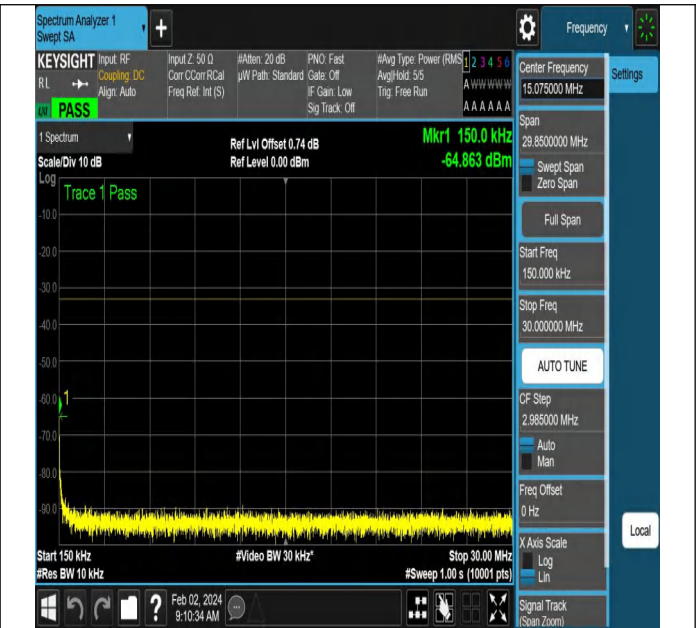 Spectrum Analyzer 1
Swept SA
+
Frequency
KEYSIGHT
RL
PASS
Input: RF
Coupling: DC
Align: Auto
Input Z: 50 Ω
Corr CCorr RCal
Freq Ref: Int (S)
#Atten: 20 dB
µW Path: Standard
PNO: Fast
Gate: Off
IF Gain: Low
Sig Track: Off
#Avg Type: Power (RMS
Avg|Hold: 5/5
Trig: Free Run
1 2 3 4 5 6
A W W W W W
A A A A A A
1 Spectrum
Scale/Div 10 dB
Log
Ref Lvl Offset 0.74 dB
Ref Level 0.00 dBm
Mkr1 150.0 kHz
-64.863 dBm
Trace 1 Pass
-10.0
-20.0
-40.0
-50.0
-60.0
-70.0
-80.0
-90.0
1
Start 150 kHz
#Res BW 10 kHz
#Video BW 30 kHz*
Stop 30.00 MHz
#Sweep 1.00 s (10001 pts)
Feb 02, 2024
9:10:34 AM
?
Center Frequency
15.075000 MHz
Settings
Span
29.8500000 MHz
Swept Span
Zero Span
Full Span
Start Freq
150.000 kHz
Stop Freq
30.000000 MHz
AUTO TUNE
CF Step
2.985000 MHz
Auto
Man
Freq Offset
0 Hz
X Axis Scale
Log
Lin
Local
Signal Track
(Span Zoom)